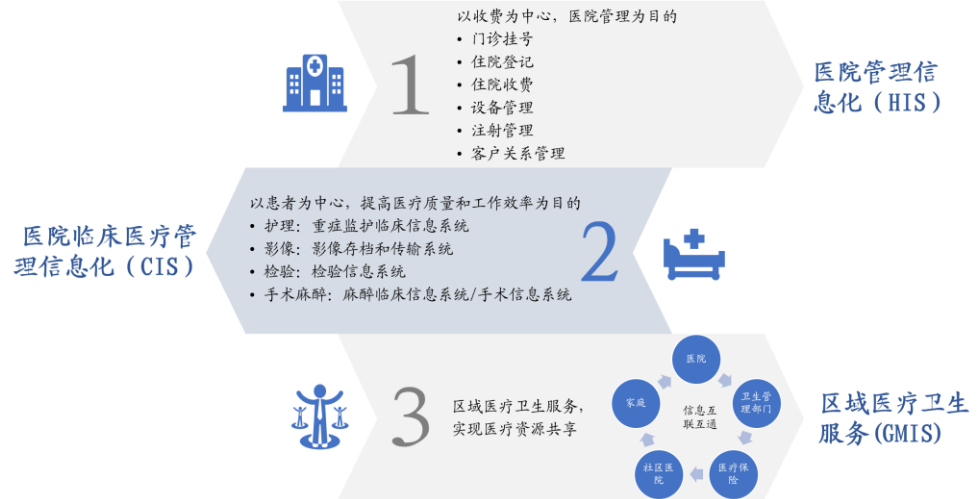 以收费为中心，医院管理为目的
• 门诊挂号
• 住院登记
• 住院收费
• 设备管理
• 注射管理
• 客户关系管理
1
医院管理信
息化（HIS）
医院临床医疗管
理信息化（CIS）
以患者为中心，提高医疗质量和工作效率为目的
• 护理：重症监护临床信息系统
• 影像：影像存档和传输系统
• 检验：检验信息系统
• 手术麻醉：麻醉临床信息系统/手术信息系统
2
3
区域医疗卫生服务，
实现医疗资源共享
医院
卫生管
理部门
医疗保
险
社区医
院
家庭
信息互
联互通
区域医疗卫生
服务(GMIS)